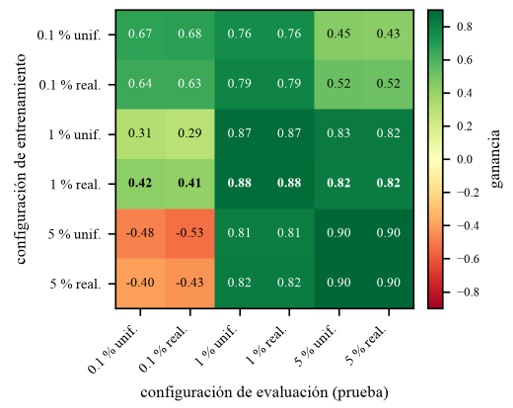 0.1 % unif. 0.67 0.68 0.76 0.76 0.45 0.43
0.1 % real. 0.64 0.63 0.79 0.79 0.52 0.52
1 % unif. 0.31 0.29 0.87 0.87 0.83 0.82
1 % real. 0.42 0.41 0.88 0.88 0.82 0.82
5 % unif. -0.48 -0.53 0.81 0.81 0.90 0.90
5 % real. -0.40 -0.43 0.82 0.82 0.90 0.90
0.1 % unif. 0.1 % real. 1 % unif. 1 % real. 5 % unif. 5 % real.
configuración de evaluación (prueba)
configuración de entrenamiento
0.8
0.6
0.4
0.2
0.0
−0.2
−0.4
−0.6
−0.8
ganancia